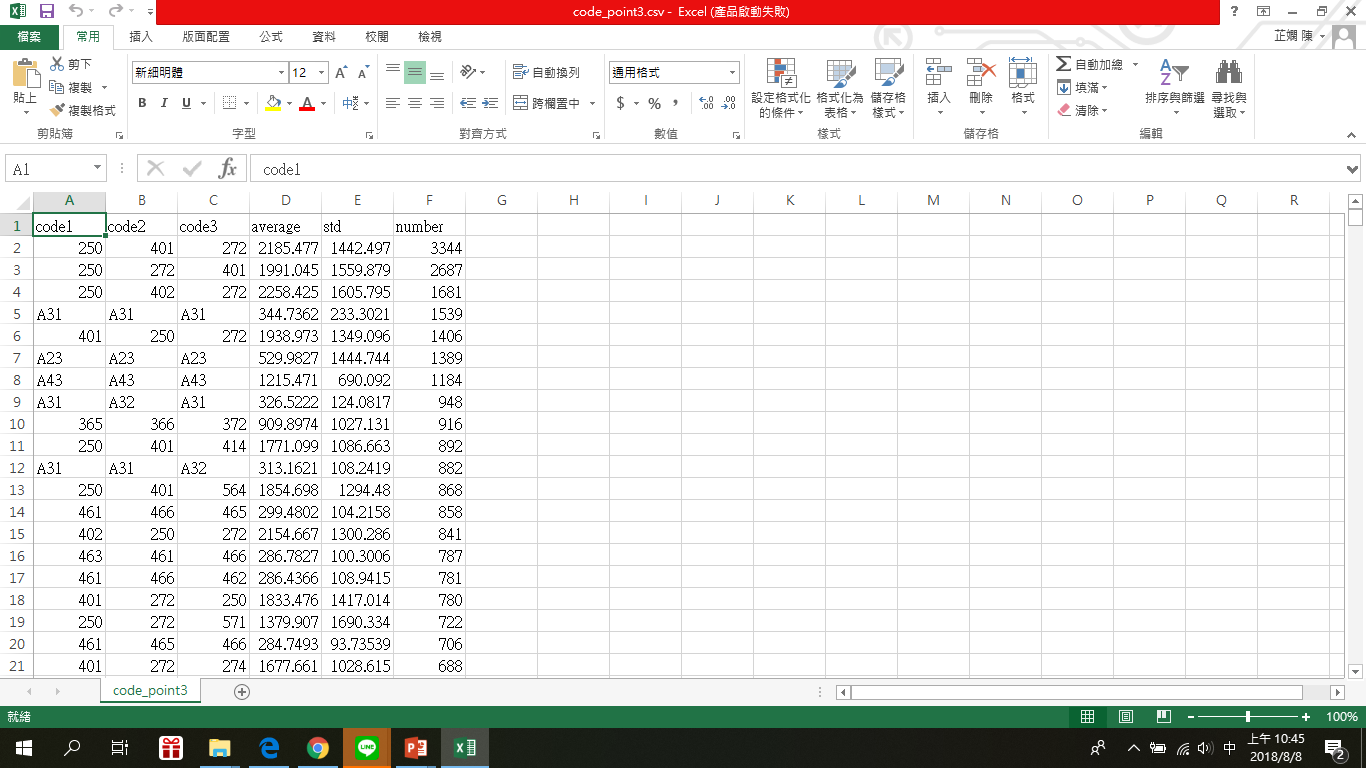 code_point3.csv - Excel (產品啟動失敗)
檔案 常用 插入 版面配置 公式 資料 校閱 檢視 芷嫻 陳
貼上 剪下 複製 複製格式
新細明體 12
B I U
自動換列
跨欄置中
通用格式
$ % ,
設定格式化的條件 格式化為表格 儲存格樣式
插入 刪除 格式
自動加總 填滿 清除
排序與篩選 尋找與選取
剪貼簿 字型 對齊方式 數值 樣式 儲存格 編輯
A1 fx code1
A B C D E F G H I J K L M N O P Q R
1 code1 code2 code3 average std number
2 250 401 272 2185.477 1442.497 3344
3 250 272 401 1991.045 1559.879 2687
4 250 402 272 2258.425 1605.795 1681
5 A31 A31 A31 344.7362 233.3021 1539
6 401 250 272 1938.973 1349.096 1406
7 A23 A23 A23 529.9827 1444.744 1389
8 A43 A43 A43 1215.471 690.092 1184
9 A31 A32 A31 326.5222 124.0817 948
10 365 366 372 909.8974 1027.131 916
11 250 401 414 1771.099 1086.663 892
12 A31 A31 A32 313.1621 108.2419 882
13 250 401 564 1854.698 1294.48 868
14 461 466 465 299.4802 104.2158 858
15 402 250 272 2154.667 1300.286 841
16 463 461 466 286.7827 100.3006 787
17 461 466 462 286.4366 108.9415 781
18 401 272 250 1833.476 1417.014 780
19 250 272 571 1379.907 1690.334 722
20 461 465 466 284.7493 93.73539 706
21 401 272 274 1677.661 1028.615 688
code_point3
就緒 100%
LINE
中 上午 10:45
2018/8/8
2